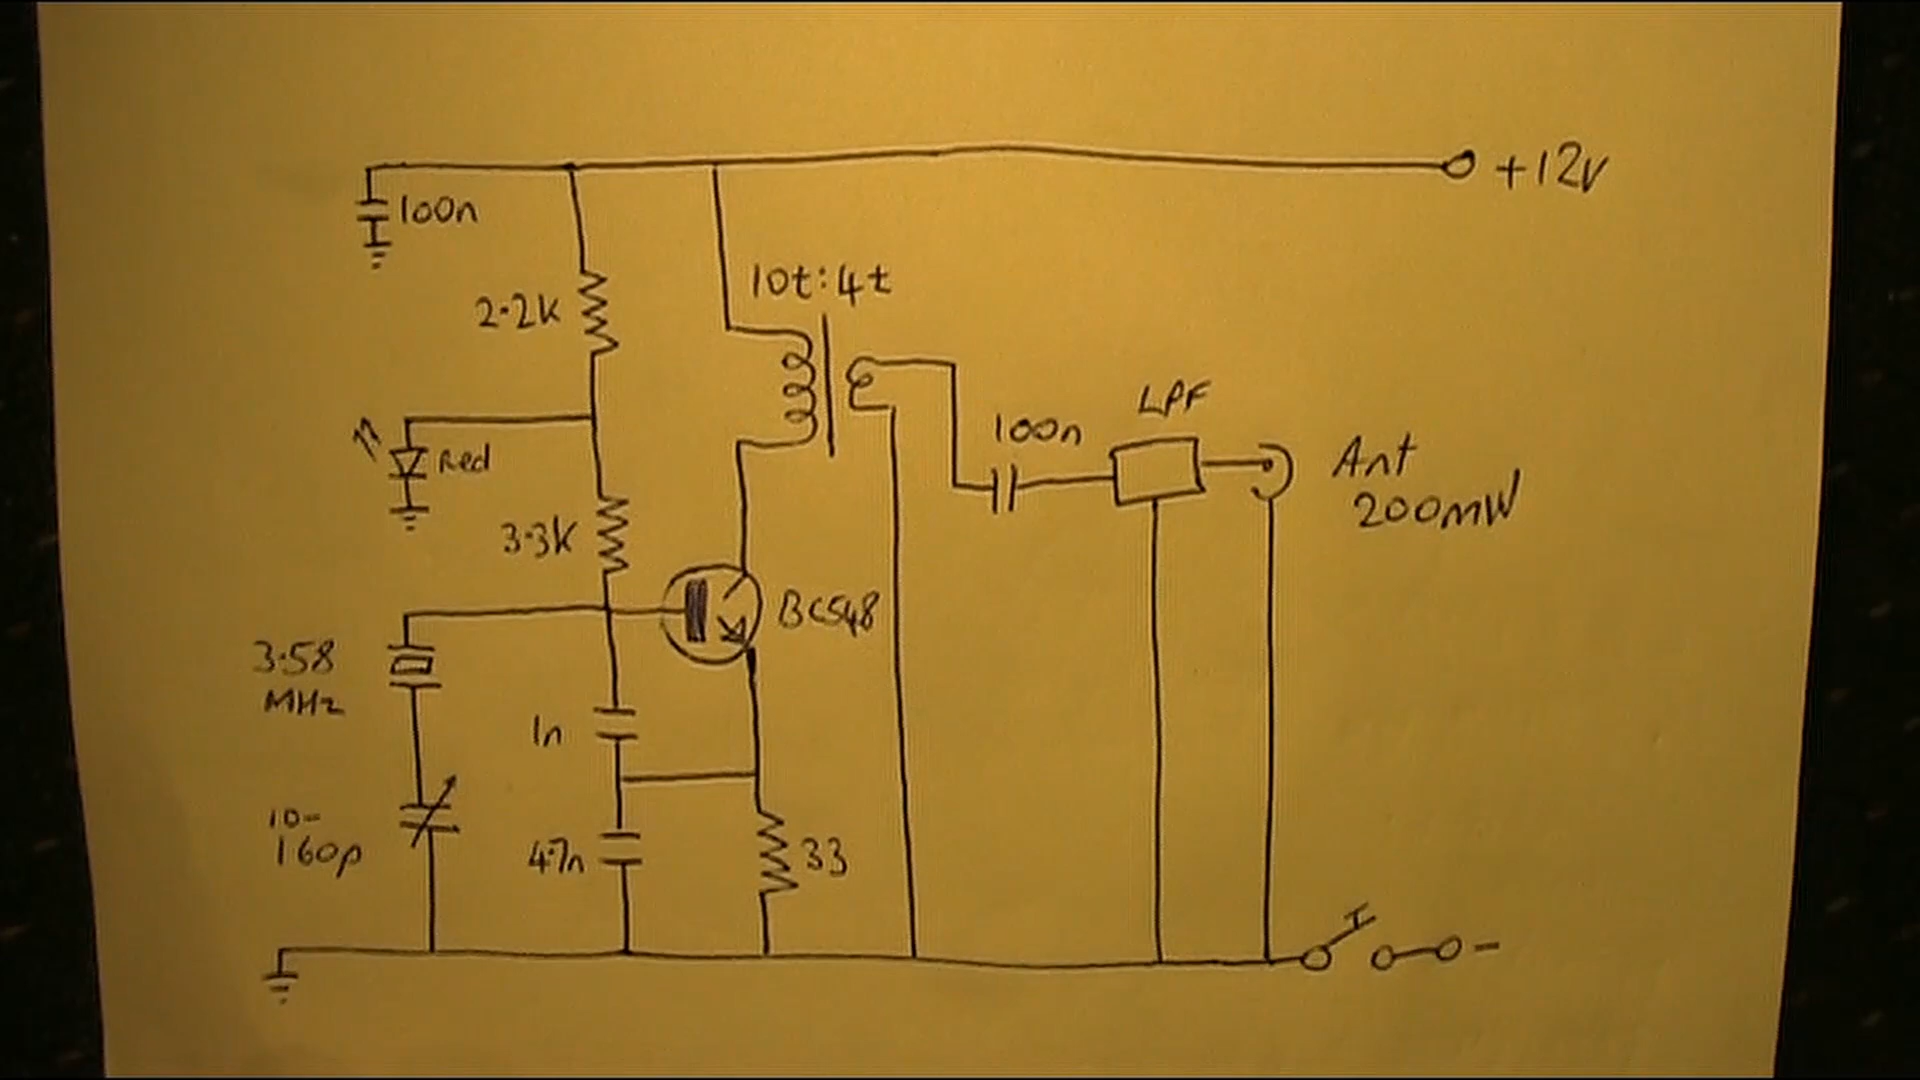 +12v
100n
10t:4t
2.2k
LPF
100n
Red
Ant
200mW
3.3k
BC548
3.58
MHz
1n
10-
160p
4.7n
33
-